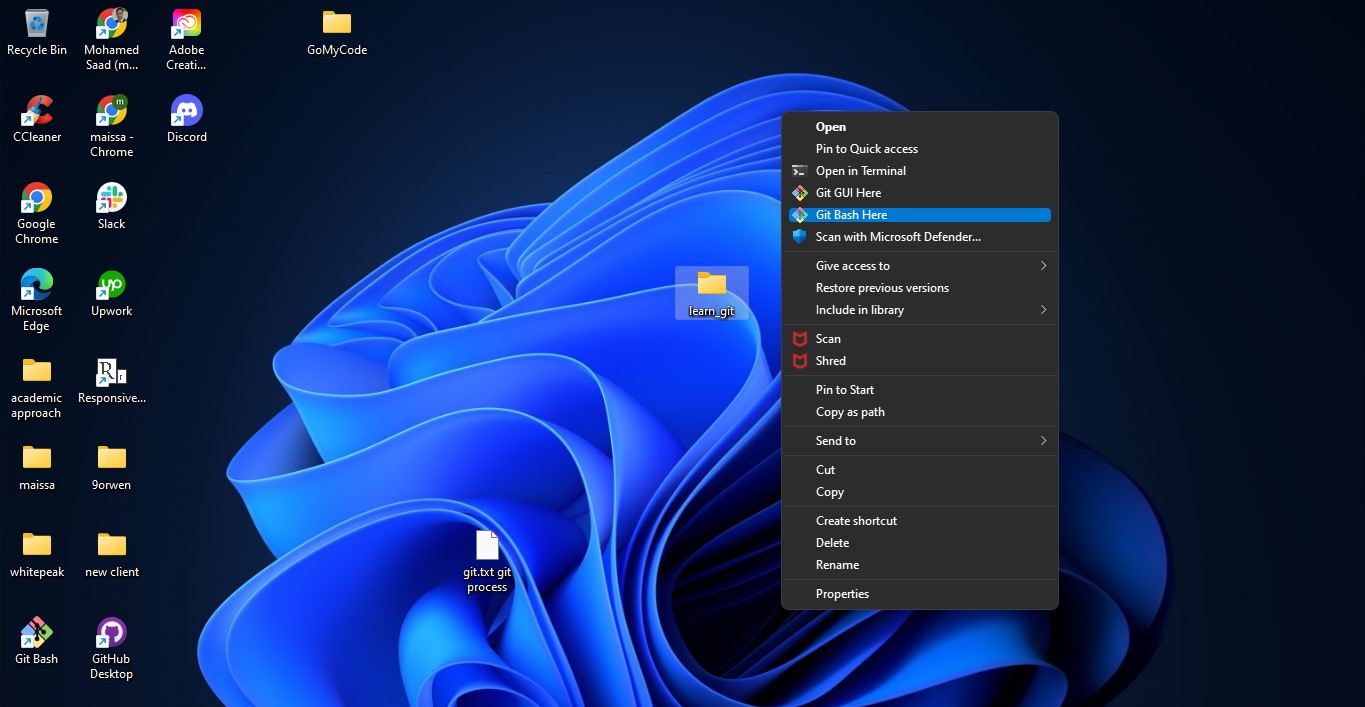 Recycle Bin
Mohamed
Saad (m...
Adobe
Creati...
GoMyCode
CCleaner
maissa -
Chrome
Discord
Google
Chrome
Slack
Microsoft
Edge
Upwork
academic
approach
R r
Responsive...
maissa
9orwen
whitepeak
new client
Git Bash
GitHub
Desktop
git.txt git
process
learn_git
Open
Pin to Quick access
Open in Terminal
Git GUI Here
Git Bash Here
Scan with Microsoft Defender...
Give access to
Restore previous versions
Include in library
Scan
Shred
Pin to Start
Copy as path
Send to
Cut
Copy
Create shortcut
Delete
Rename
Properties